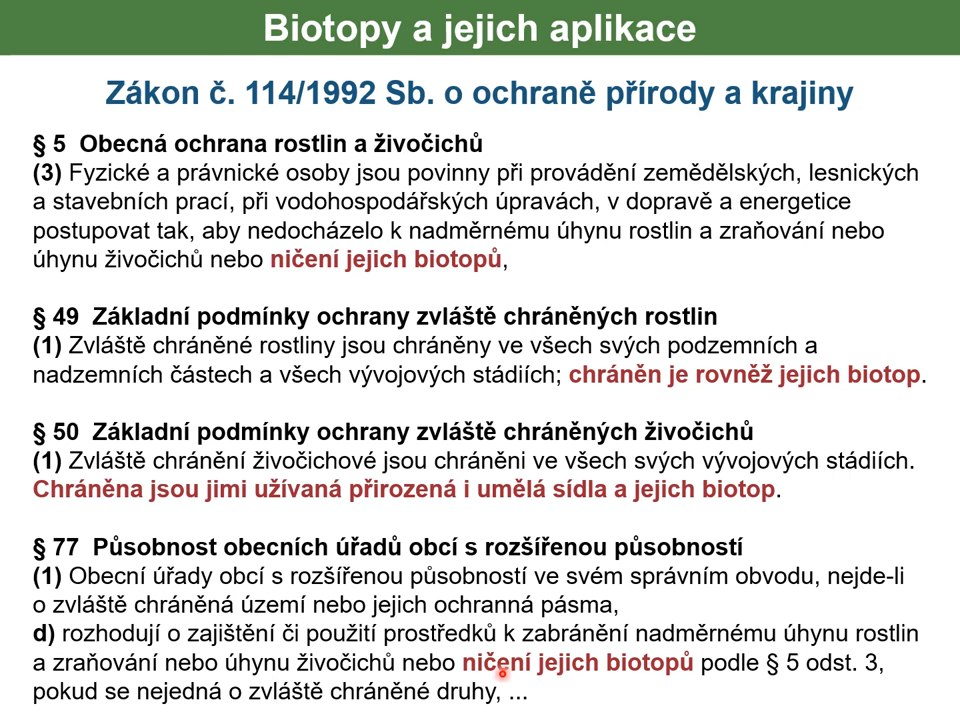 Biotopy a jejich aplikace
Zákon č. 114/1992 Sb. o ochraně přírody a krajiny
§ 5  Obecná ochrana rostlin a živočichů
(3) Fyzické a právnické osoby jsou povinny při provádění zemědělských, lesnických
a stavebních prací, při vodohospodářských úpravách, v dopravě a energetice
postupovat tak, aby nedocházelo k nadměrnému úhynu rostlin a zraňování nebo
úhynu živočichů nebo ničení jejich biotopů,
§ 49  Základní podmínky ochrany zvláště chráněných rostlin
(1) Zvláště chráněné rostliny jsou chráněny ve všech svých podzemních a
nadzemních částech a všech vývojových stádiích; chráněn je rovněž jejich biotop.
§ 50  Základní podmínky ochrany zvláště chráněných živočichů
(1) Zvláště chránění živočichové jsou chráněni ve všech svých vývojových stádiích.
Chráněna jsou jimi užívaná přirozená i umělá sídla a jejich biotop.
§ 77  Působnost obecních úřadů obcí s rozšířenou působností
(1) Obecní úřady obcí s rozšířenou působností ve svém správním obvodu, nejde-li
o zvláště chráněná území nebo jejich ochranná pásma,
d) rozhodují o zajištění či použití prostředků k zabránění nadměrnému úhynu rostlin
a zraňování nebo úhynu živočichů nebo ničení jejich biotopů podle § 5 odst. 3,
pokud se nejedná o zvláště chráněné druhy, ...